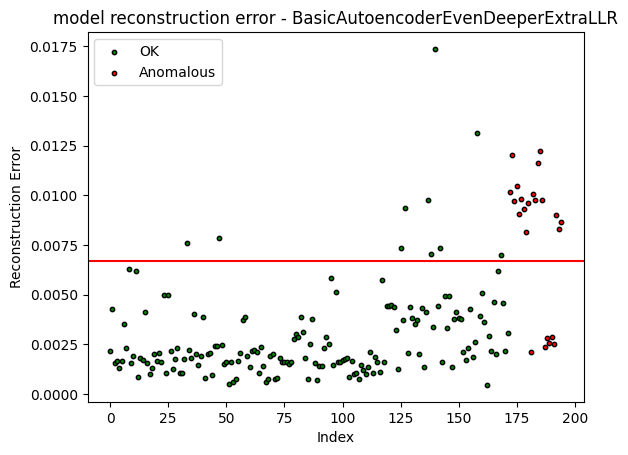 model reconstruction error - BasicAutoencoderEvenDeeperExtraLLR
OK
Anomalous
Reconstruction Error
0.0175
0.0150
0.0125
0.0100
0.0075
0.0050
0.0025
0.0000
0 25 50 75 100 125 150 175 200
Index